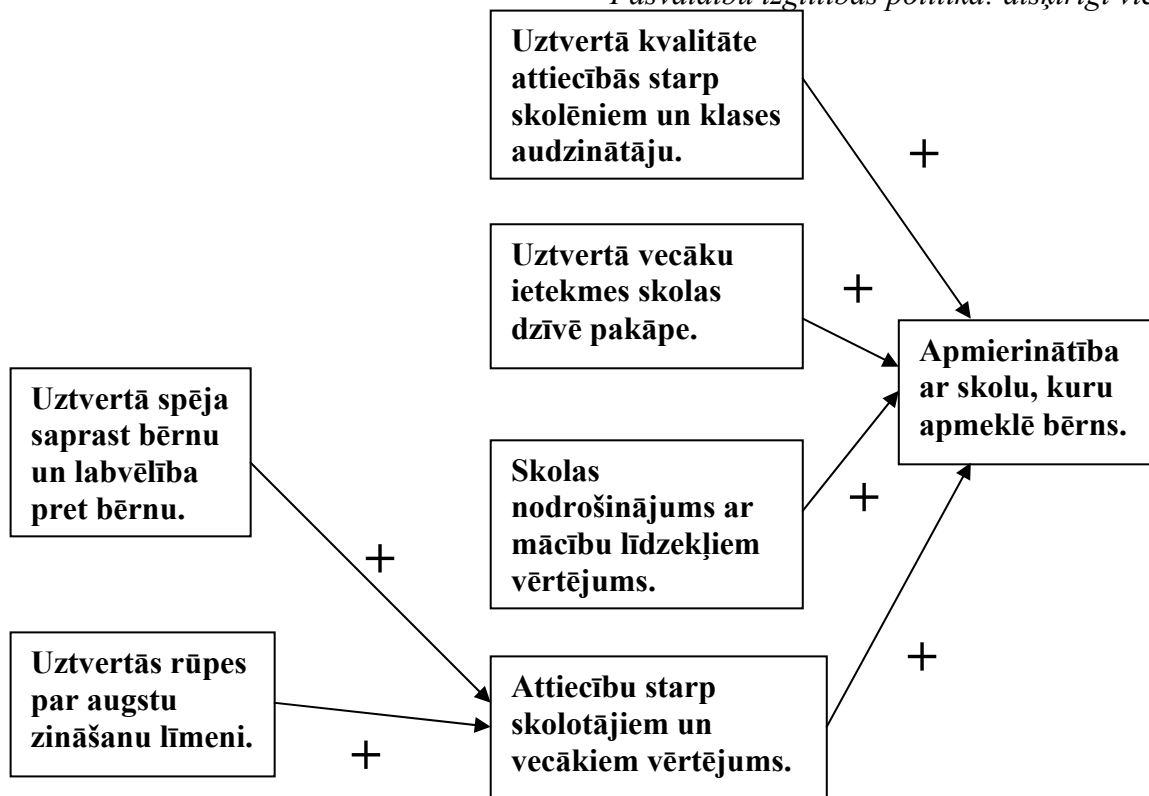 Uztvertā kvalitāte
attiecībās starp
skolēniem un klases
audzinātāju.
+
Uztvertā vecāku
ietekmes skolas
dzīvē pakāpe.
+
Apmierinātība
ar skolu, kuru
apmeklē bērns.
Uztvertā spēja
saprast bērnu
un labvēlība
pret bērnu.
+
Skolas
nodrošinājums ar
mācību līdzekļiem
vērtējums.
+
Uztvertās rūpes
par augstu
zināšanu līmeni.
+
Attiecību starp
skolotājiem un
vecākiem vērtējums.
+